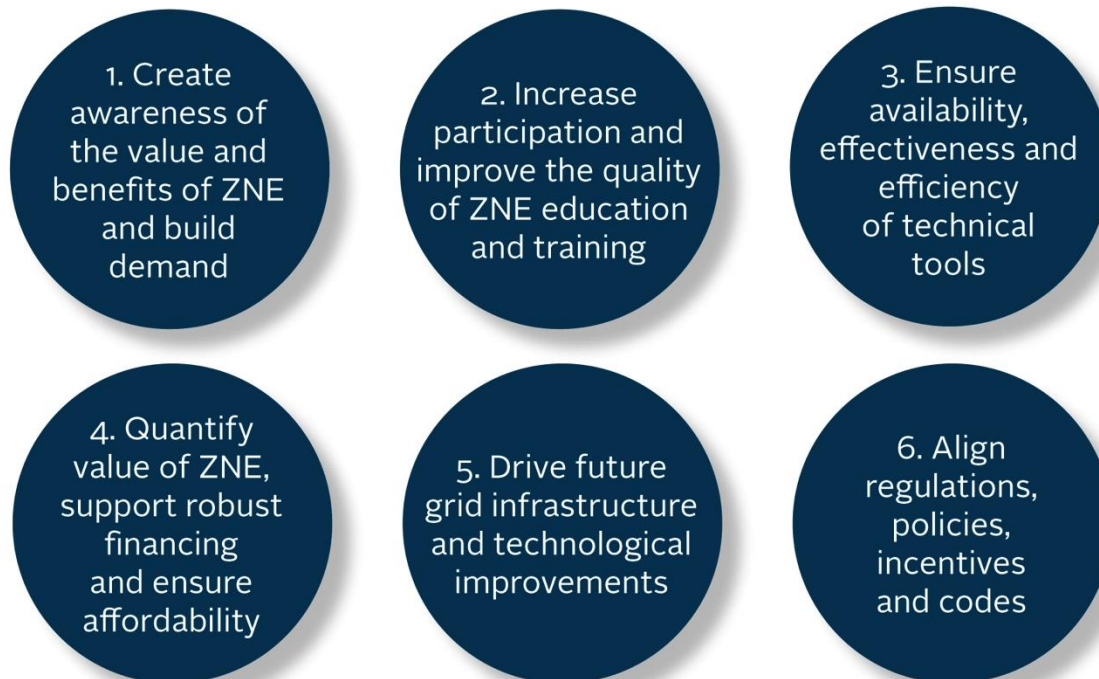 1. Create
awareness of
the value and
benefits of ZNE
and build
demand
2. Increase
participation and
improve the quality
of ZNE education
and training
3. Ensure
availability,
effectiveness and
efficiency
of technical
tools
4. Quantify
value of ZNE,
support robust
financing
and ensure
affordability
5. Drive future
grid infrastructure
and technological
improvements
6. Align
regulations,
policies,
incentives
and codes